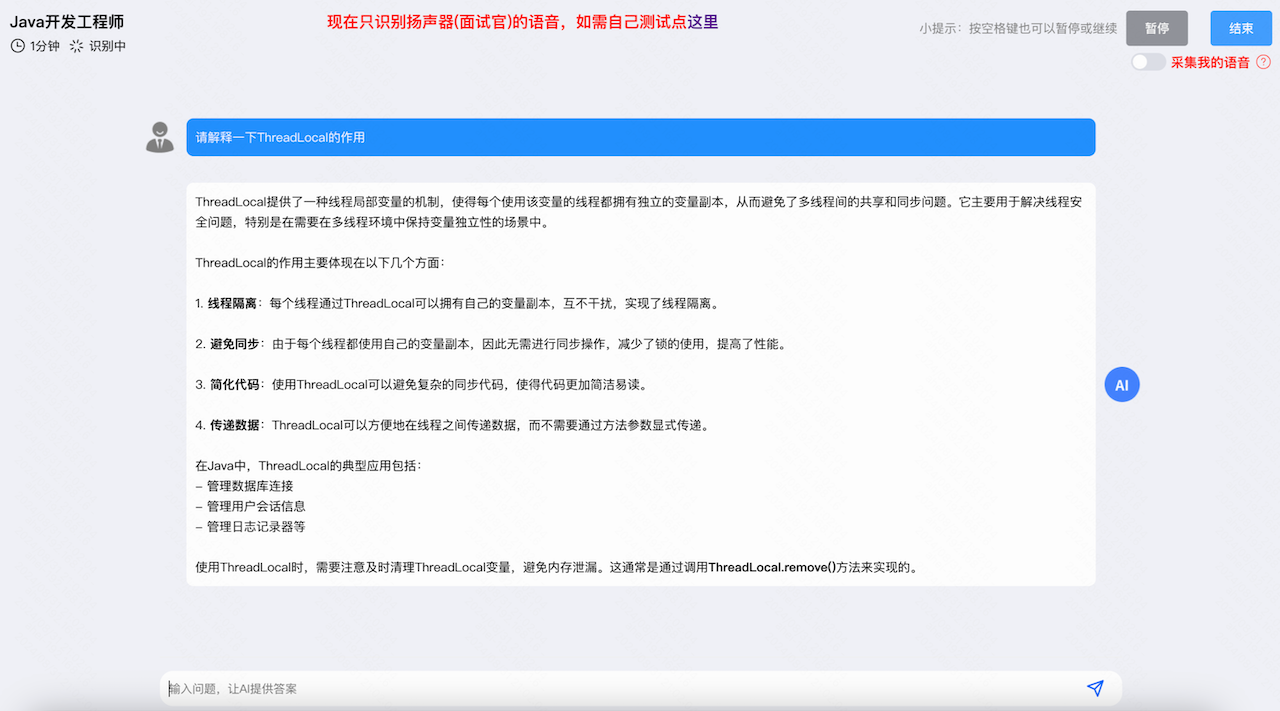 Java开发工程师
现在只识别扬声器(面试官)的语音，如需自己测试点这里
小提示：按空格键也可以暂停或继续
暂停
结束
1分钟 识别中
采集我的语音 ?
请解释一下ThreadLocal的作用
ThreadLocal提供了一种线程局部变量的机制，使得每个使用该变量的线程都拥有独立的变量副本，从而避免了多线程间的共享和同步问题。它主要用于解决线程安
全问题，特别是在需要在多线程环境中保持变量独立性的场景中。
ThreadLocal的作用主要体现在以下几个方面：
1. 线程隔离：每个线程通过ThreadLocal可以拥有自己的变量副本，互不干扰，实现了线程隔离。
2. 避免同步：由于每个线程都使用自己的变量副本，因此无需进行同步操作，减少了锁的使用，提高了性能。
3. 简化代码：使用ThreadLocal可以避免复杂的同步代码，使得代码更加简洁易读。
AI
4. 传递数据：ThreadLocal可以方便地在线程之间传递数据，而不需要通过方法参数显式传递。
在Java中，ThreadLocal的典型应用包括：
– 管理数据库连接
– 管理用户会话信息
– 管理日志记录器等
使用ThreadLocal时，需要注意及时清理ThreadLocal变量，避免内存泄漏。这通常是通过调用ThreadLocal.remove()方法来实现的。
输入问题，让AI提供答案